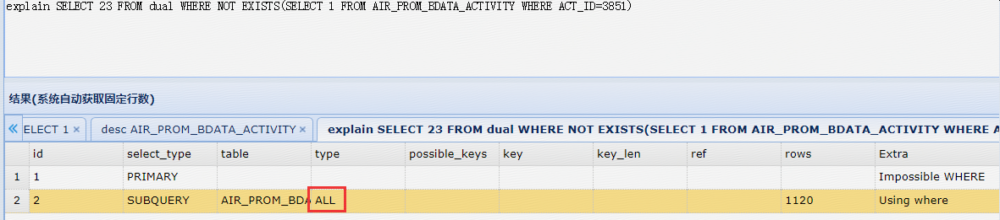 explain SELECT 23 FROM dual WHERE NOT EXISTS(SELECT 1 FROM AIR_PROM_BDATA_ACTIVITY WHERE ACT_ID=3851)
结果(系统自动获取固定行数)
ELECT 1 × desc AIR_PROM_BDATA_ACTIVITY × explain SELECT 23 FROM dual WHERE NOT EXISTS(SELECT 1 FROM AIR_PROM_BDATA_ACTIVITY WHERE A
id select_type table type possible_keys key key_len ref rows Extra
1 1 PRIMARY Impossible WHERE
2 2 SUBQUERY AIR_PROM_BDA ALL 1120 Using where